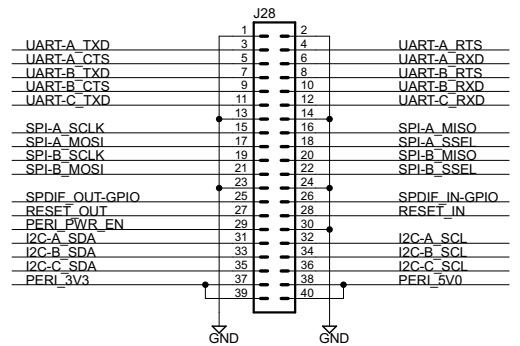 J28
1 2
UART-A_TXD 3 4 UART-A_RTS
UART-A_CTS 5 6 UART-A_RXD
UART-B_TXD 7 8 UART-B_RTS
UART-B_CTS 9 10 UART-B_RXD
UART-C_TXD 11 12 UART-C_RXD
13 14
SPI-A_SCLK 15 16 SPI-A_MISO
SPI-A_MOSI 17 18 SPI-A_SSEL
SPI-B_SCLK 19 20 SPI-B_MISO
SPI-B_MOSI 21 22 SPI-B_SSEL
23 24
SPDIF_OUT-GPIO 25 26 SPDIF_IN-GPIO
RESET_OUT 27 28 RESET_IN
PERI_PWR_EN 29 30
I2C-A_SDA 31 32 I2C-A_SCL
I2C-B_SDA 33 34 I2C-B_SCL
I2C-C_SDA 35 36 I2C-C_SCL
PERI_3V3 37 38 PERI_5V0
39 40
GND GND